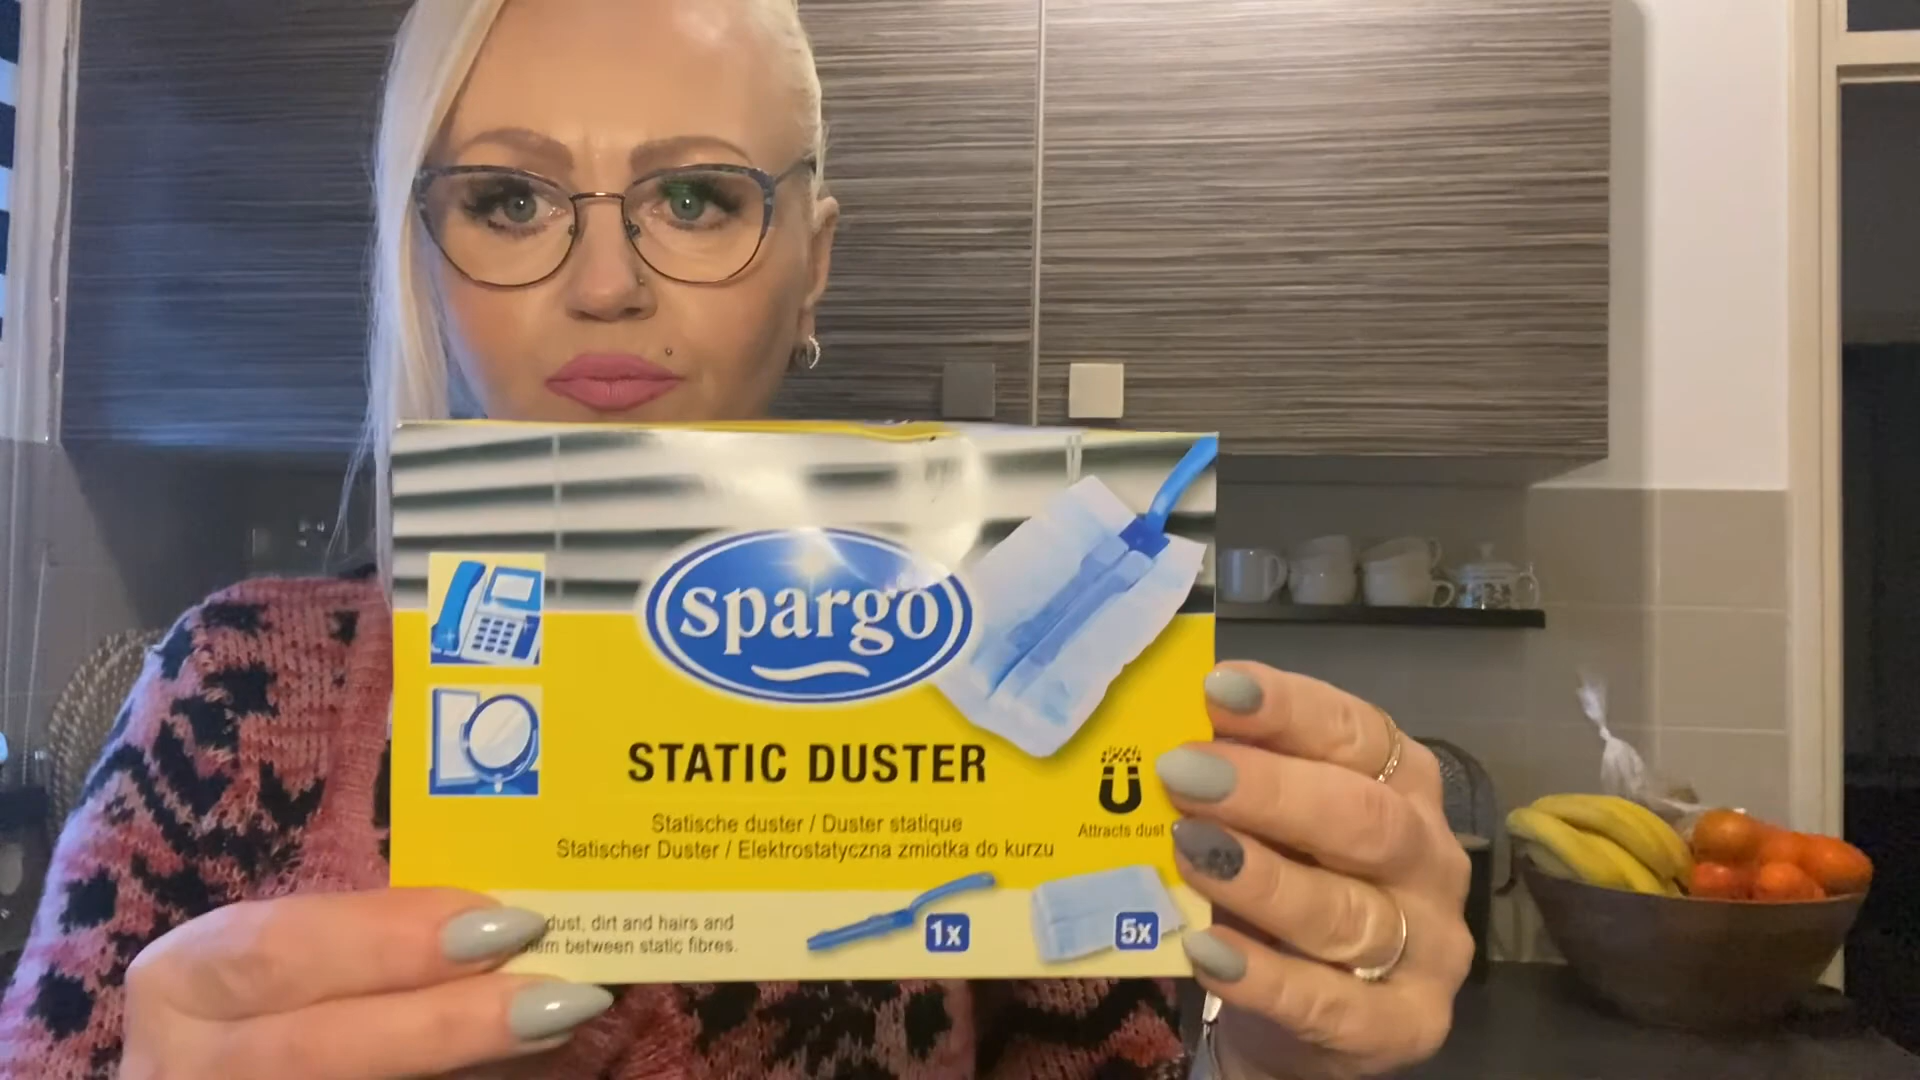 spargo
STATIC DUSTER
Statische duster / Duster statique
Statischer Duster / Elektrostatyczna zmiotka do kurzu
Attracts dust
dust, dirt and hairs and
between static fibres.
1x
5x